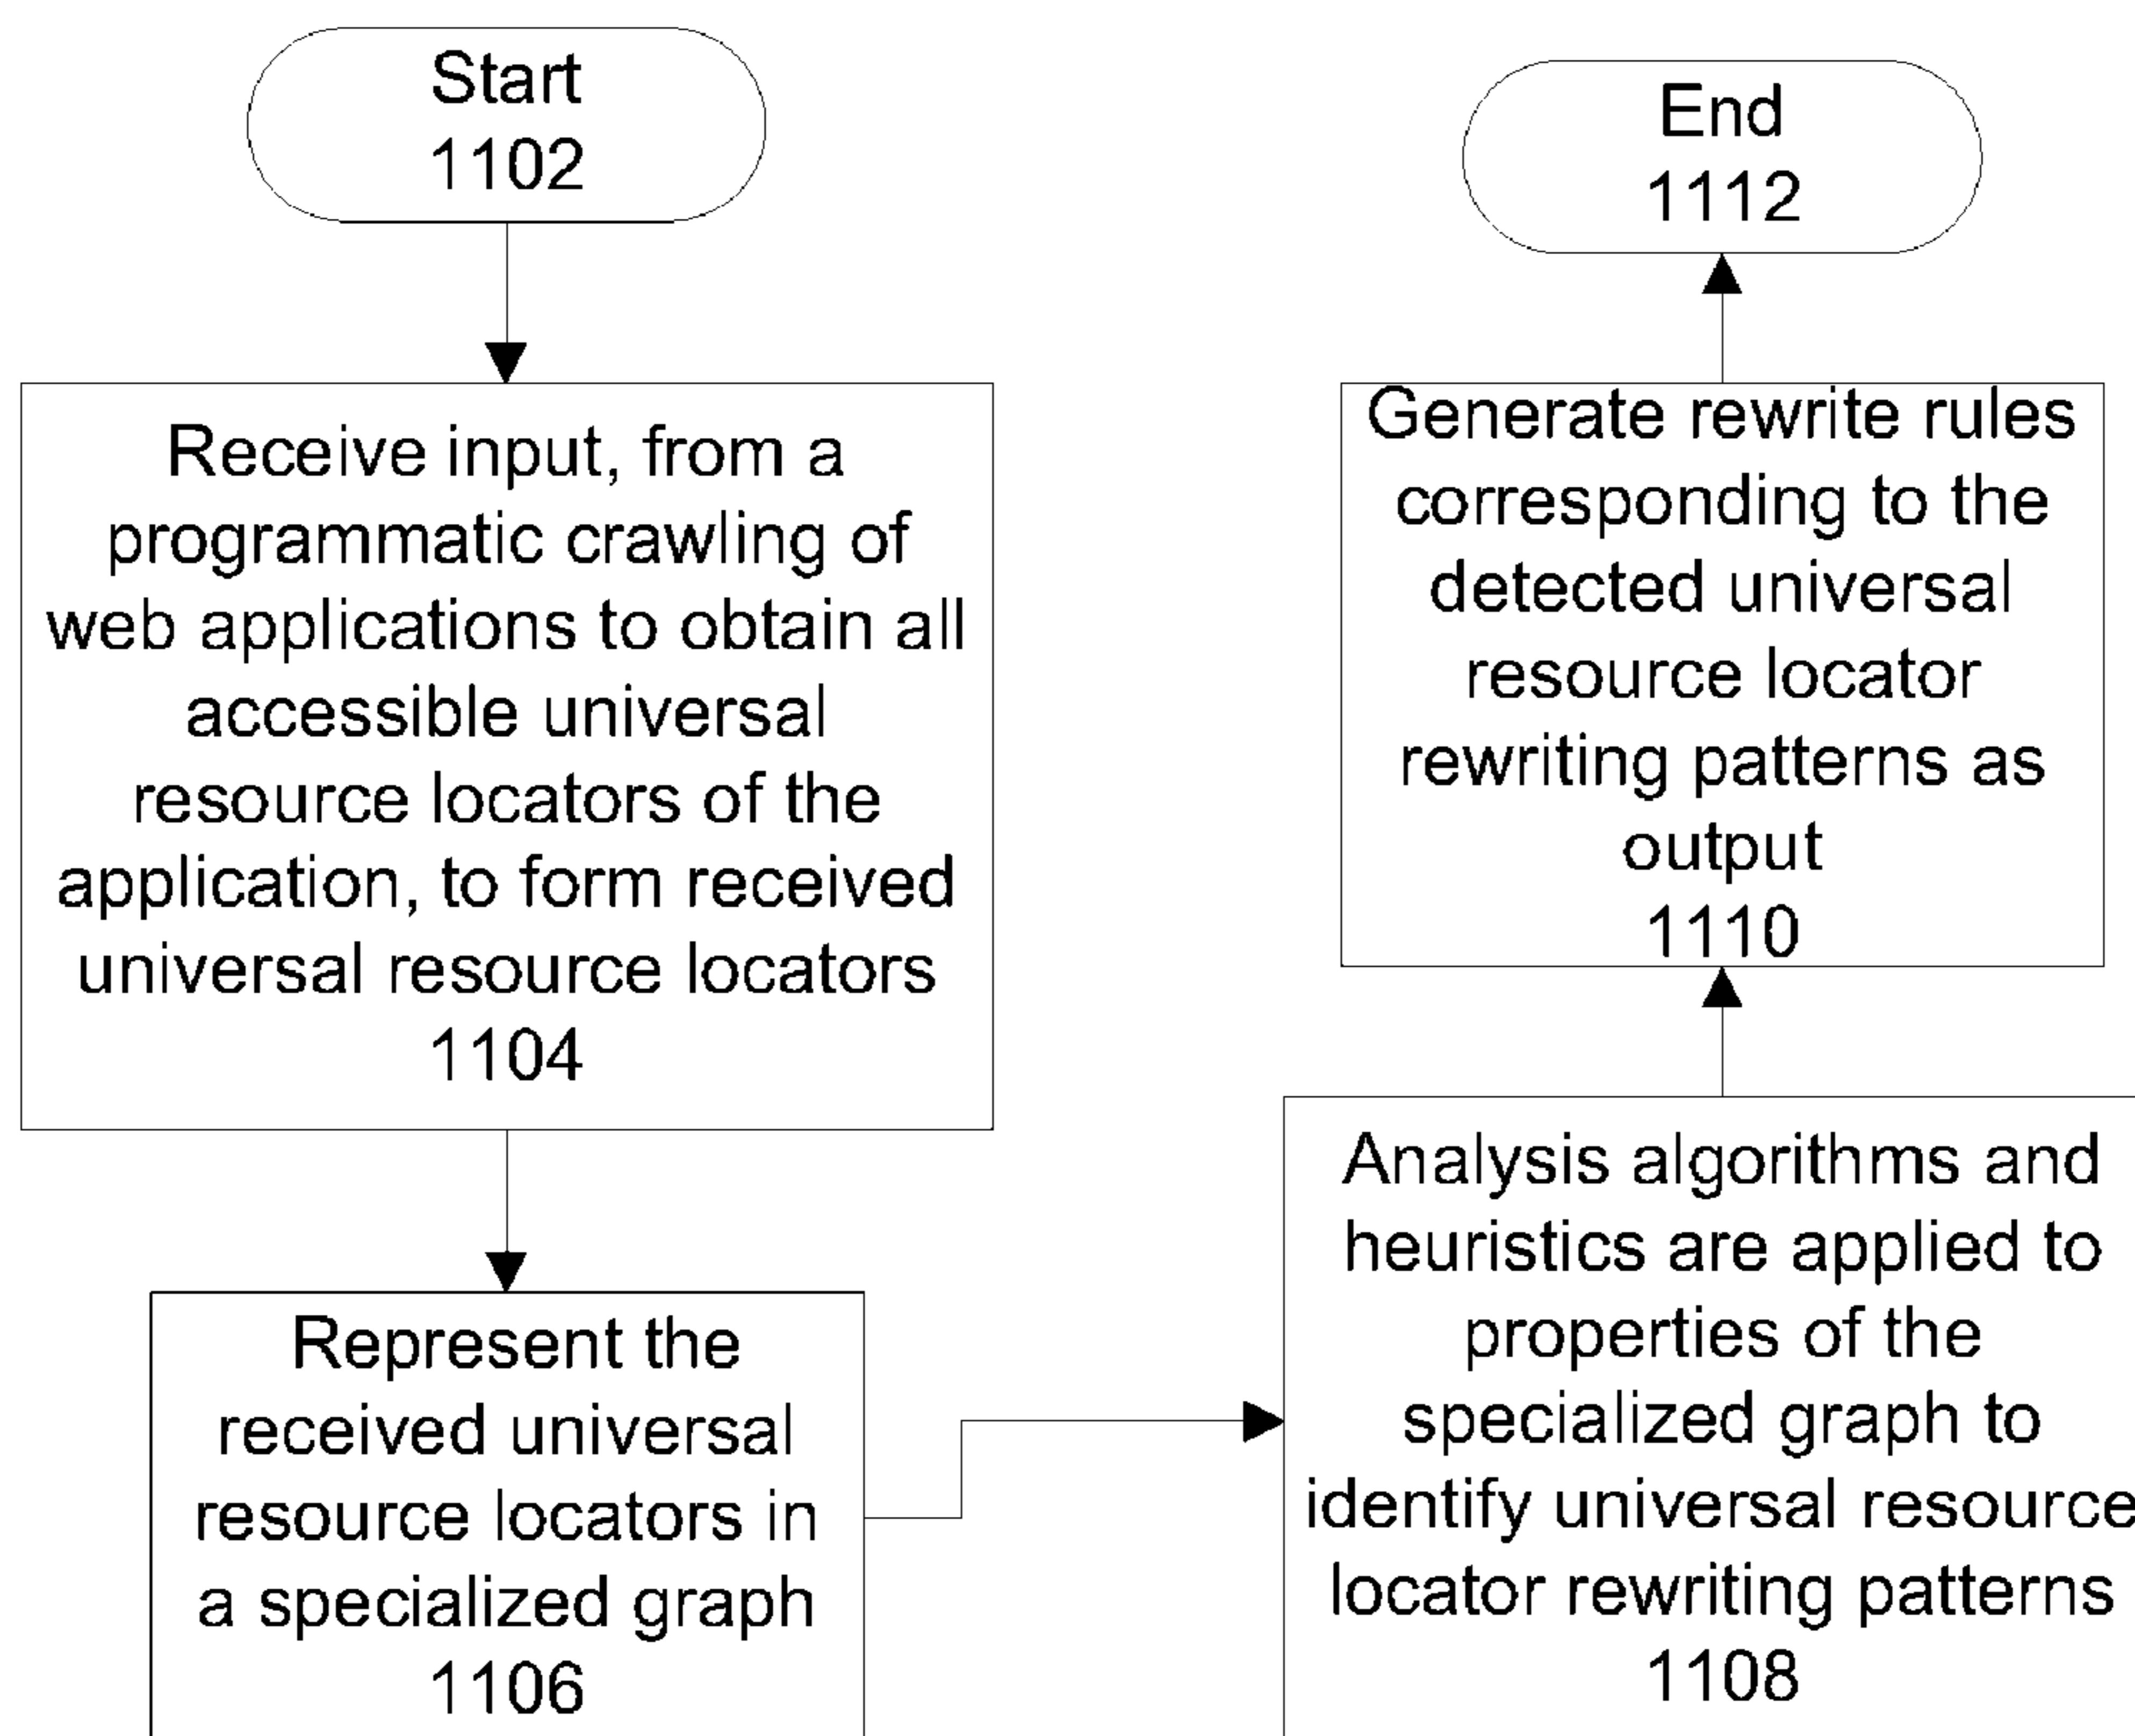 Start
1102
Receive input, from a
programmatic crawling of
web applications to obtain all
accessible universal
resource locators of the
application, to form received
universal resource locators
1104
Represent the
received universal
resource locators in
a specialized graph
1106
Analysis algorithms and
heuristics are applied to
properties of the
specialized graph to
identify universal resource
locator rewriting patterns
1108
Generate rewrite rules
corresponding to the
detected universal
resource locator
rewriting patterns as
output
1110
End
1112